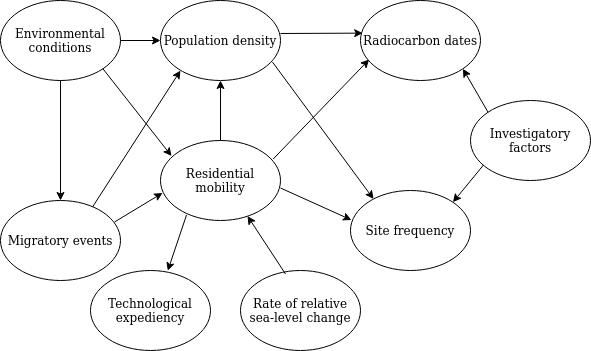 Environmental
conditions
Population density
Radiocarbon dates
Investigatory
factors
Residential
mobility
Migratory events
Site frequency
Technological
expediency
Rate of relative
sea-level change